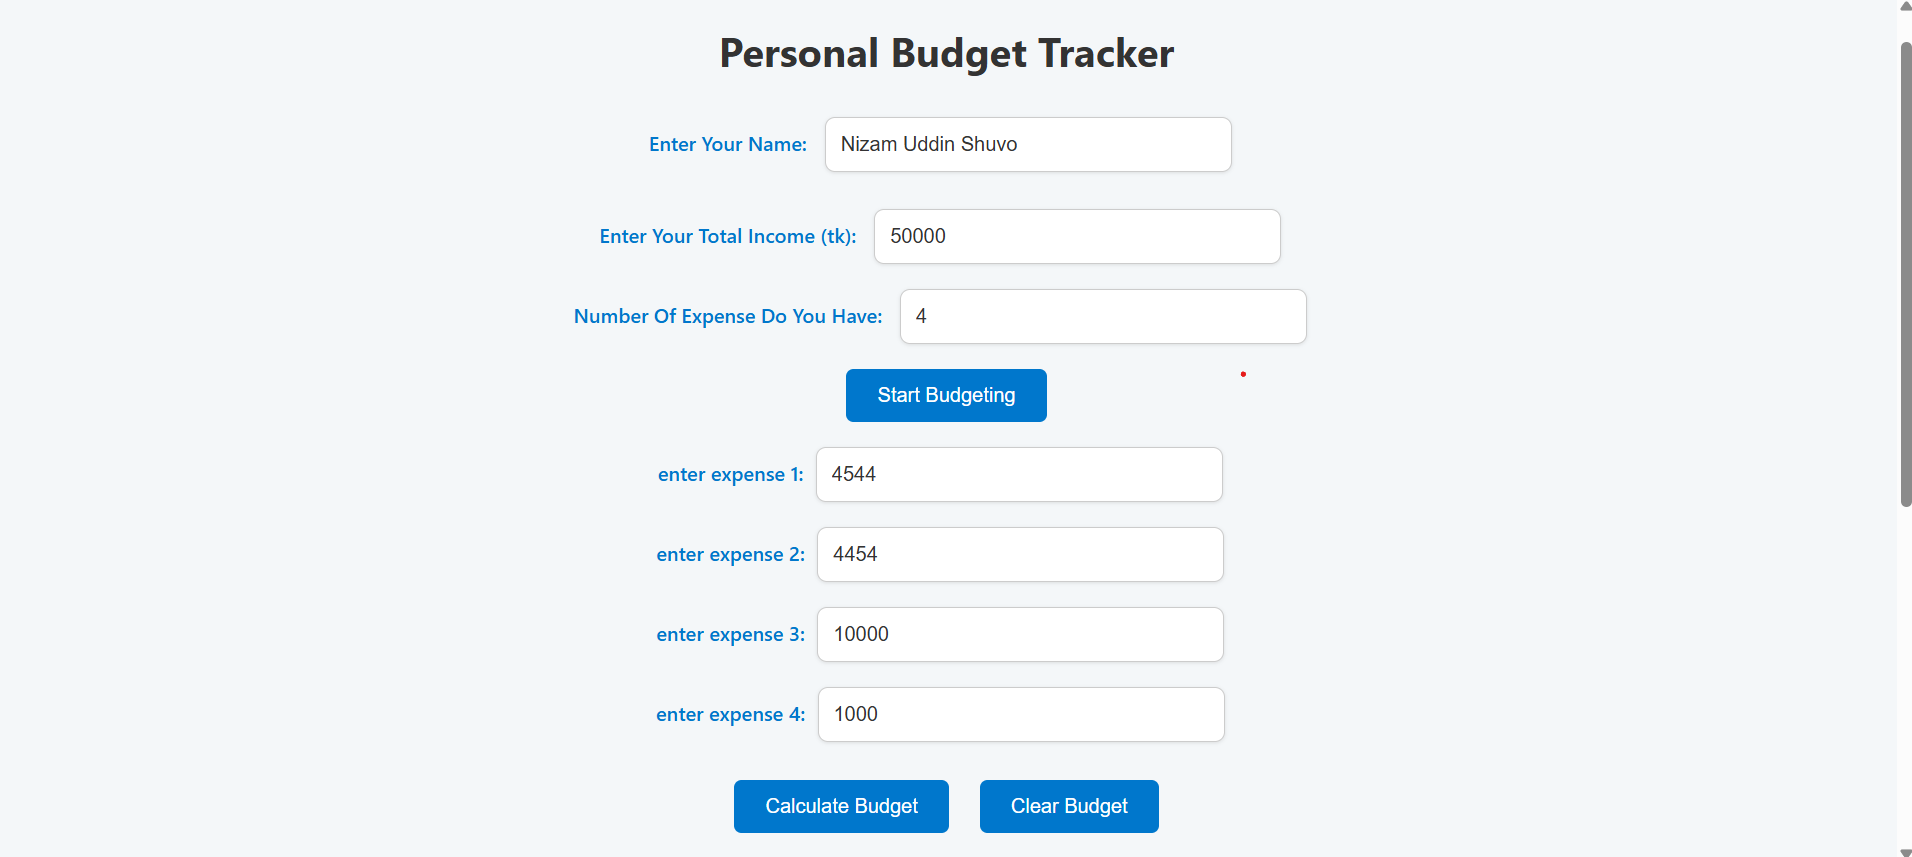 Personal Budget Tracker
Enter Your Name: Nizam Uddin Shuvo
Enter Your Total Income (tk): 50000
Number Of Expense Do You Have: 4
Start Budgeting
enter expense 1: 4544
enter expense 2: 4454
enter expense 3: 10000
enter expense 4: 1000
Calculate Budget Clear Budget